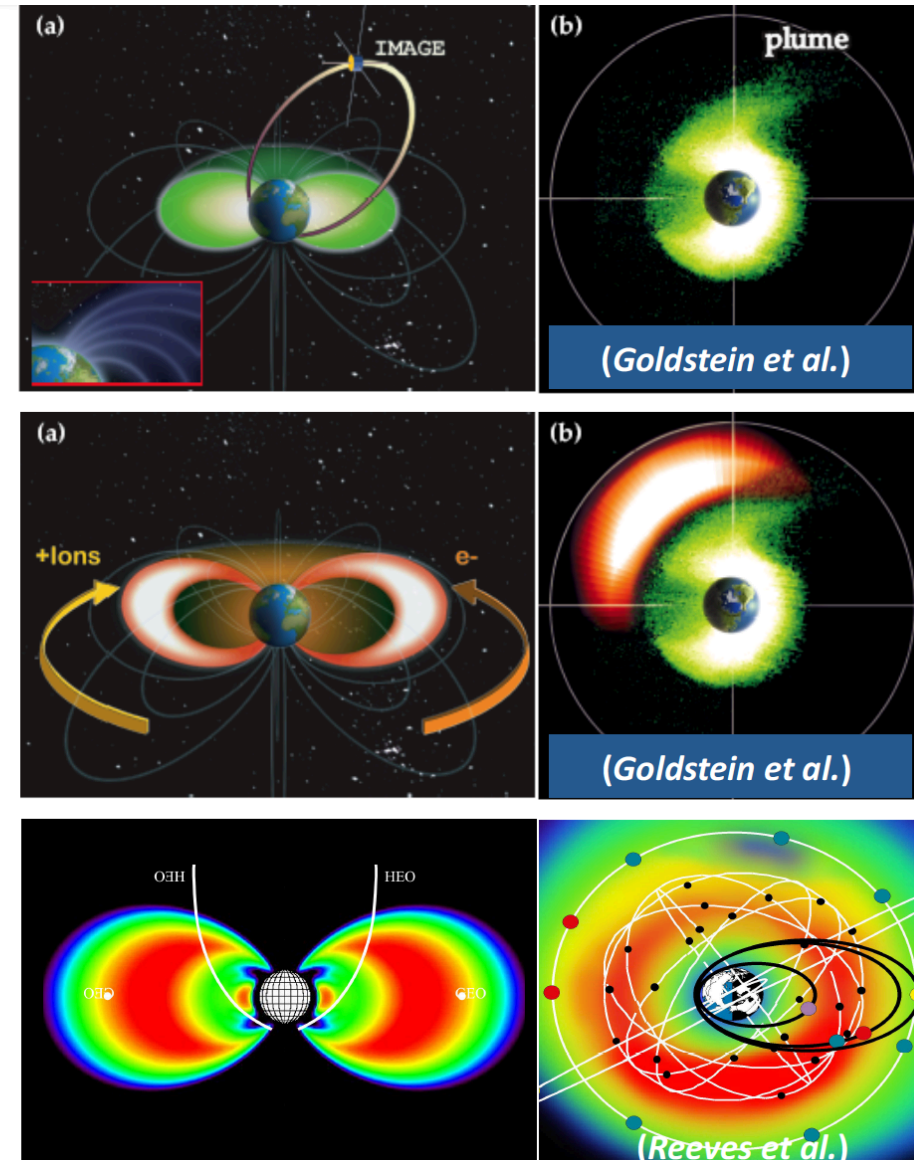 (a)
IMAGE
(b)
plume
(Goldstein et al.)
(a)
+Ions
e-
(b)
(Goldstein et al.)
HEO
HEO
GEO
GEO
(Reeves et al.)